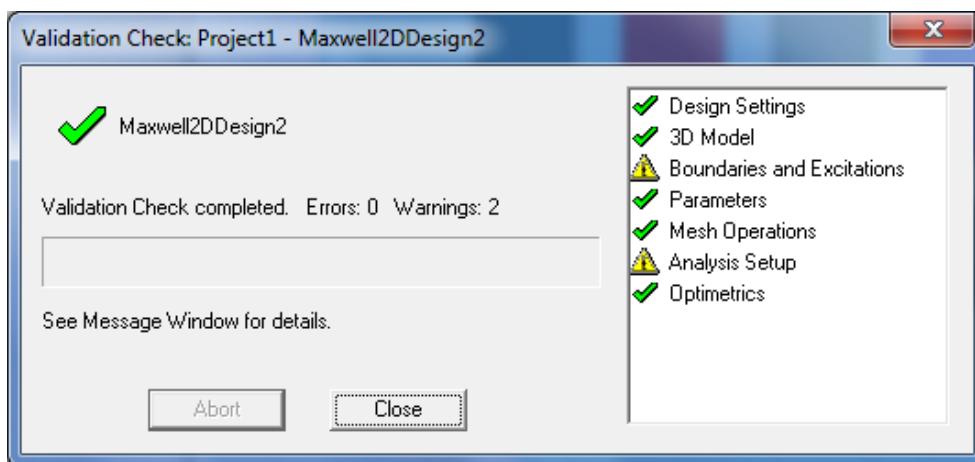 Validation Check: Project1 - Maxwell2DDesign2
Maxwell2DDesign2
Validation Check completed. Errors: 0 Warnings: 2
See Message Window for details.
Abort
Close
Design Settings
3D Model
Boundaries and Excitations
Parameters
Mesh Operations
Analysis Setup
Optimetrics